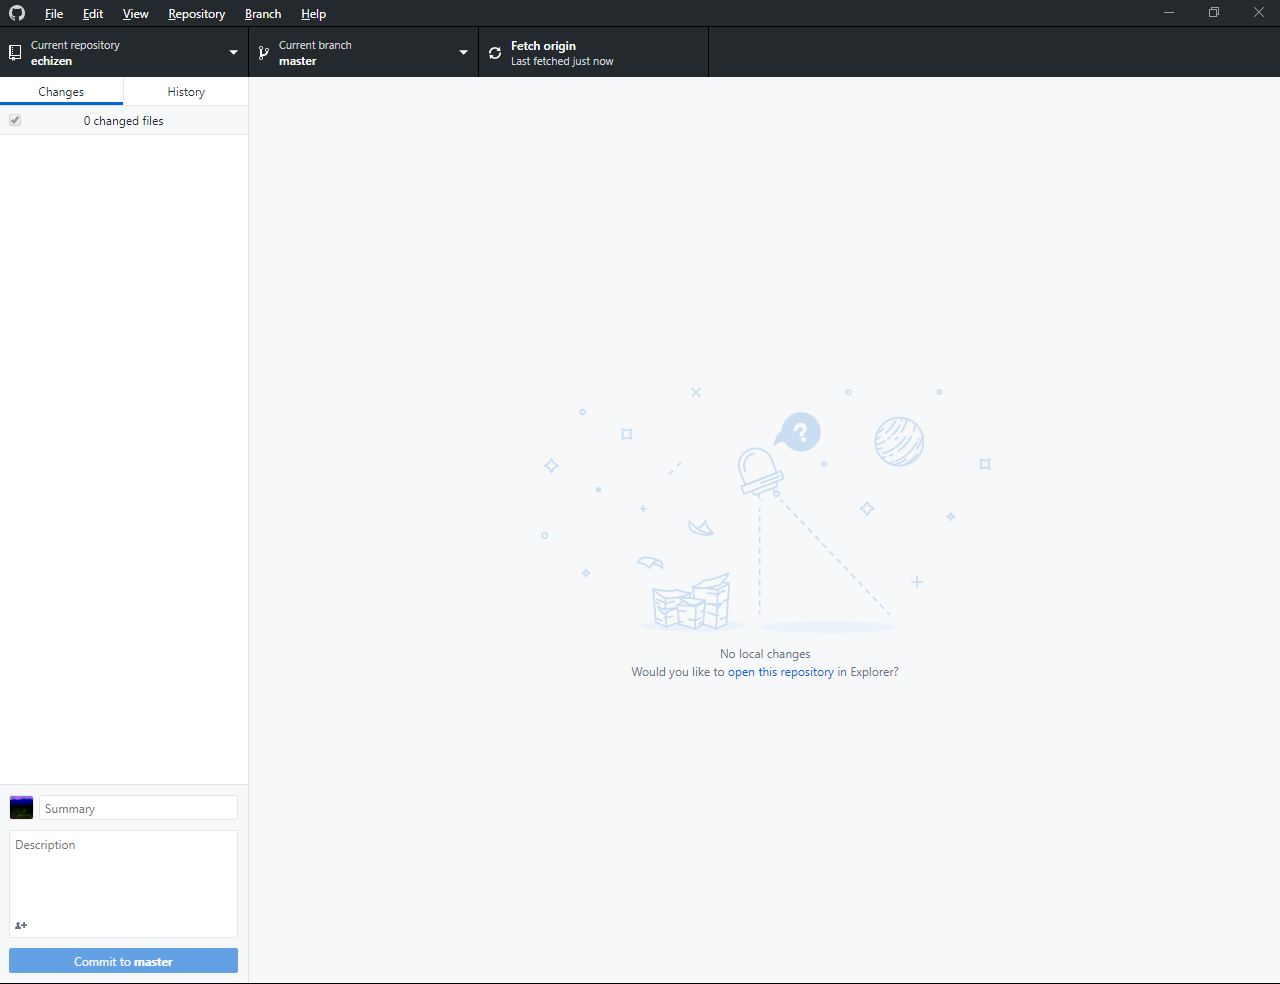 File Edit View Repository Branch Help
Current repository
echizen
Current branch
master
Fetch origin
Last fetched just now
Changes
History
0 changed files
?
No local changes
Would you like to open this repository in Explorer?
Summary
Description
Commit to master